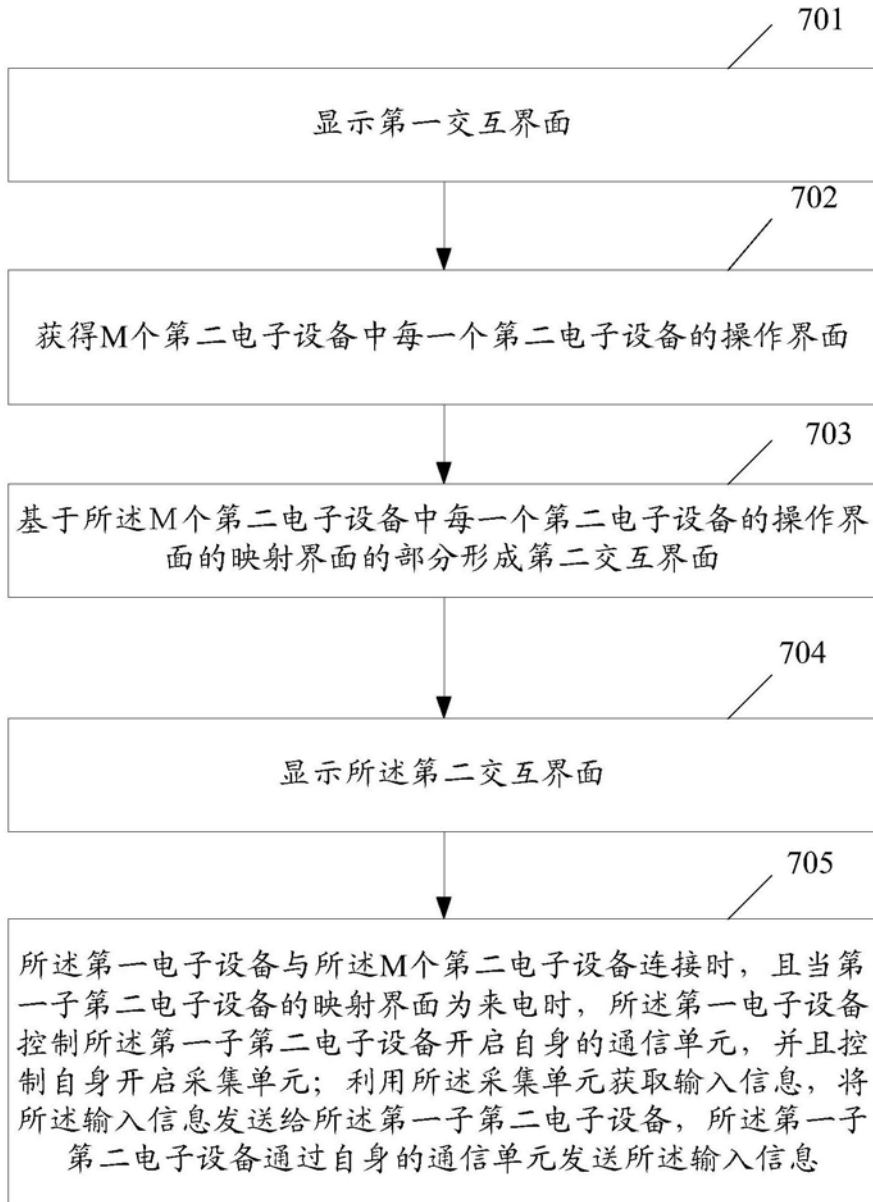 701
显示第一交互界面
702
获得M个第二电子设备中每一个第二电子设备的操作界面
703
基于所述M个第二电子设备中每一个第二电子设备的操作界
面的映射界面的部分形成第二交互界面
704
显示所述第二交互界面
705
所述第一电子设备与所述M个第二电子设备连接时，且当第
一子第二电子设备的映射界面为来电时，所述第一电子设备
控制所述第一子第二电子设备开启自身的通信单元，并且控
制自身开启采集单元；利用所述采集单元获取输入信息，将
所述输入信息发送给所述第一子第二电子设备，所述第一子
第二电子设备通过自身的通信单元发送所述输入信息